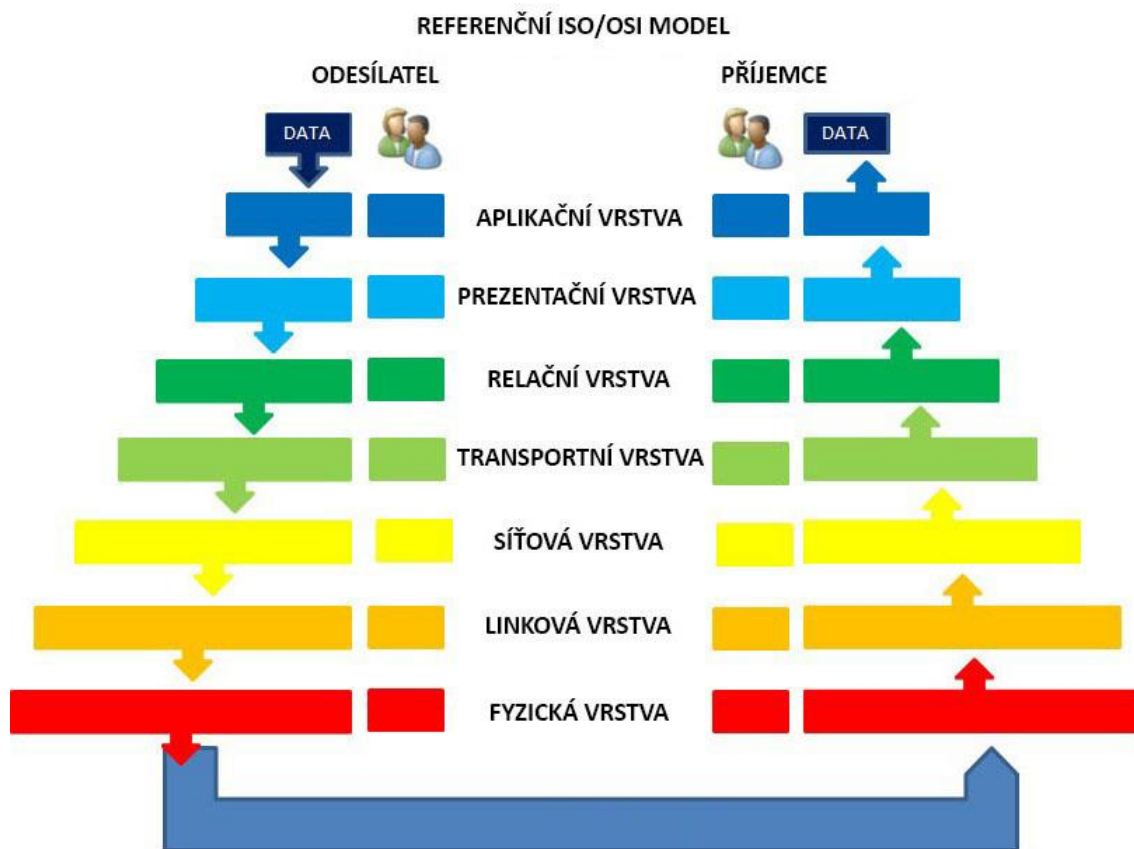 REFERENČNÍ ISO/OSI MODEL
ODESÍLATEL
PŘÍJEMCE
DATA
DATA
APLIKAČNÍ VRSTVA
PREZENTAČNÍ VRSTVA
RELAČNÍ VRSTVA
TRANSPORTNÍ VRSTVA
SÍŤOVÁ VRSTVA
LINKOVÁ VRSTVA
FYZICKÁ VRSTVA